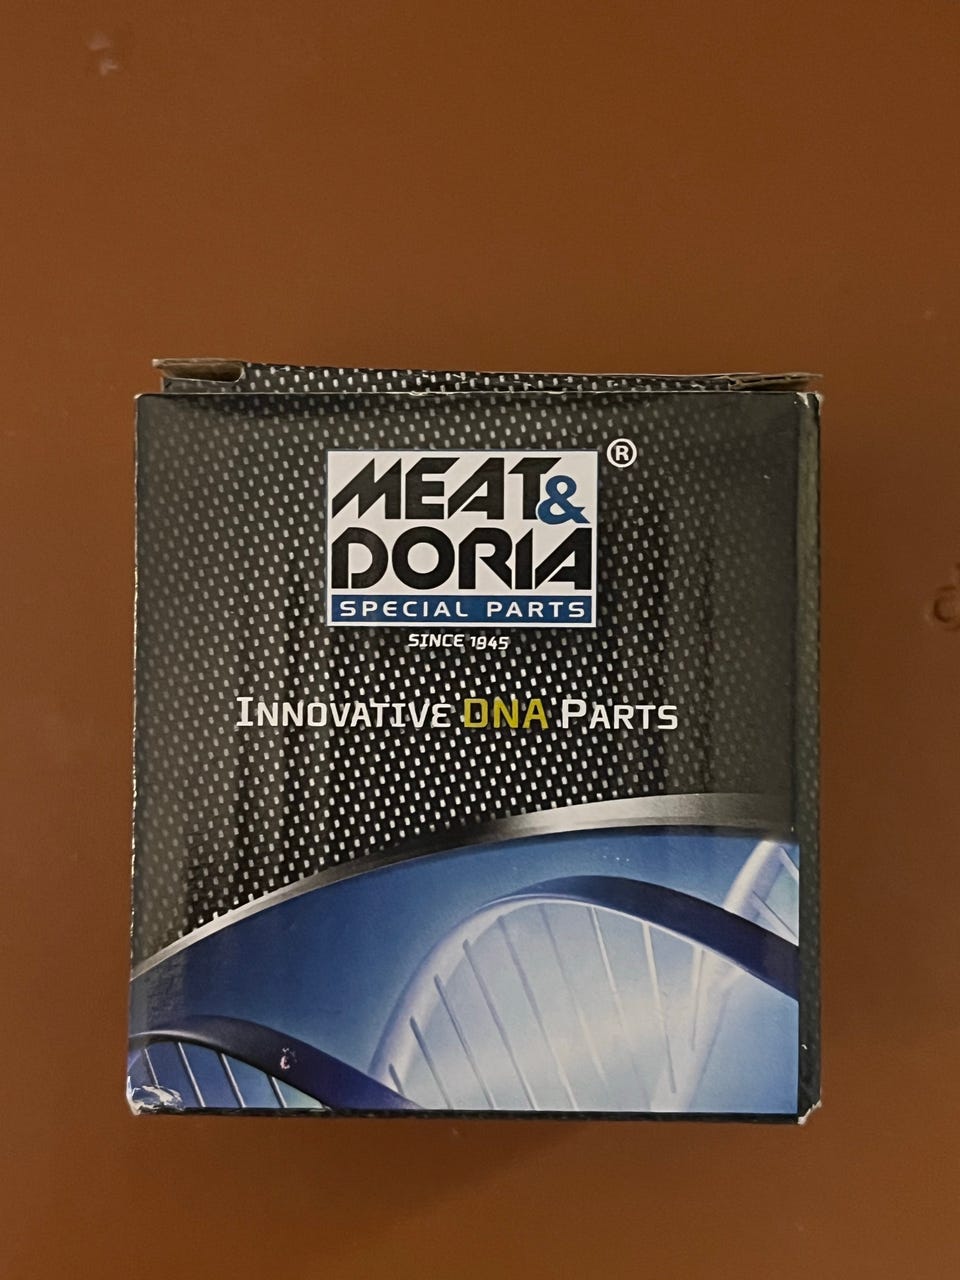 MEAT&
DORIA
®
SPECIAL PARTS
SINCE 1945
INNOVATIVE DNA PARTS